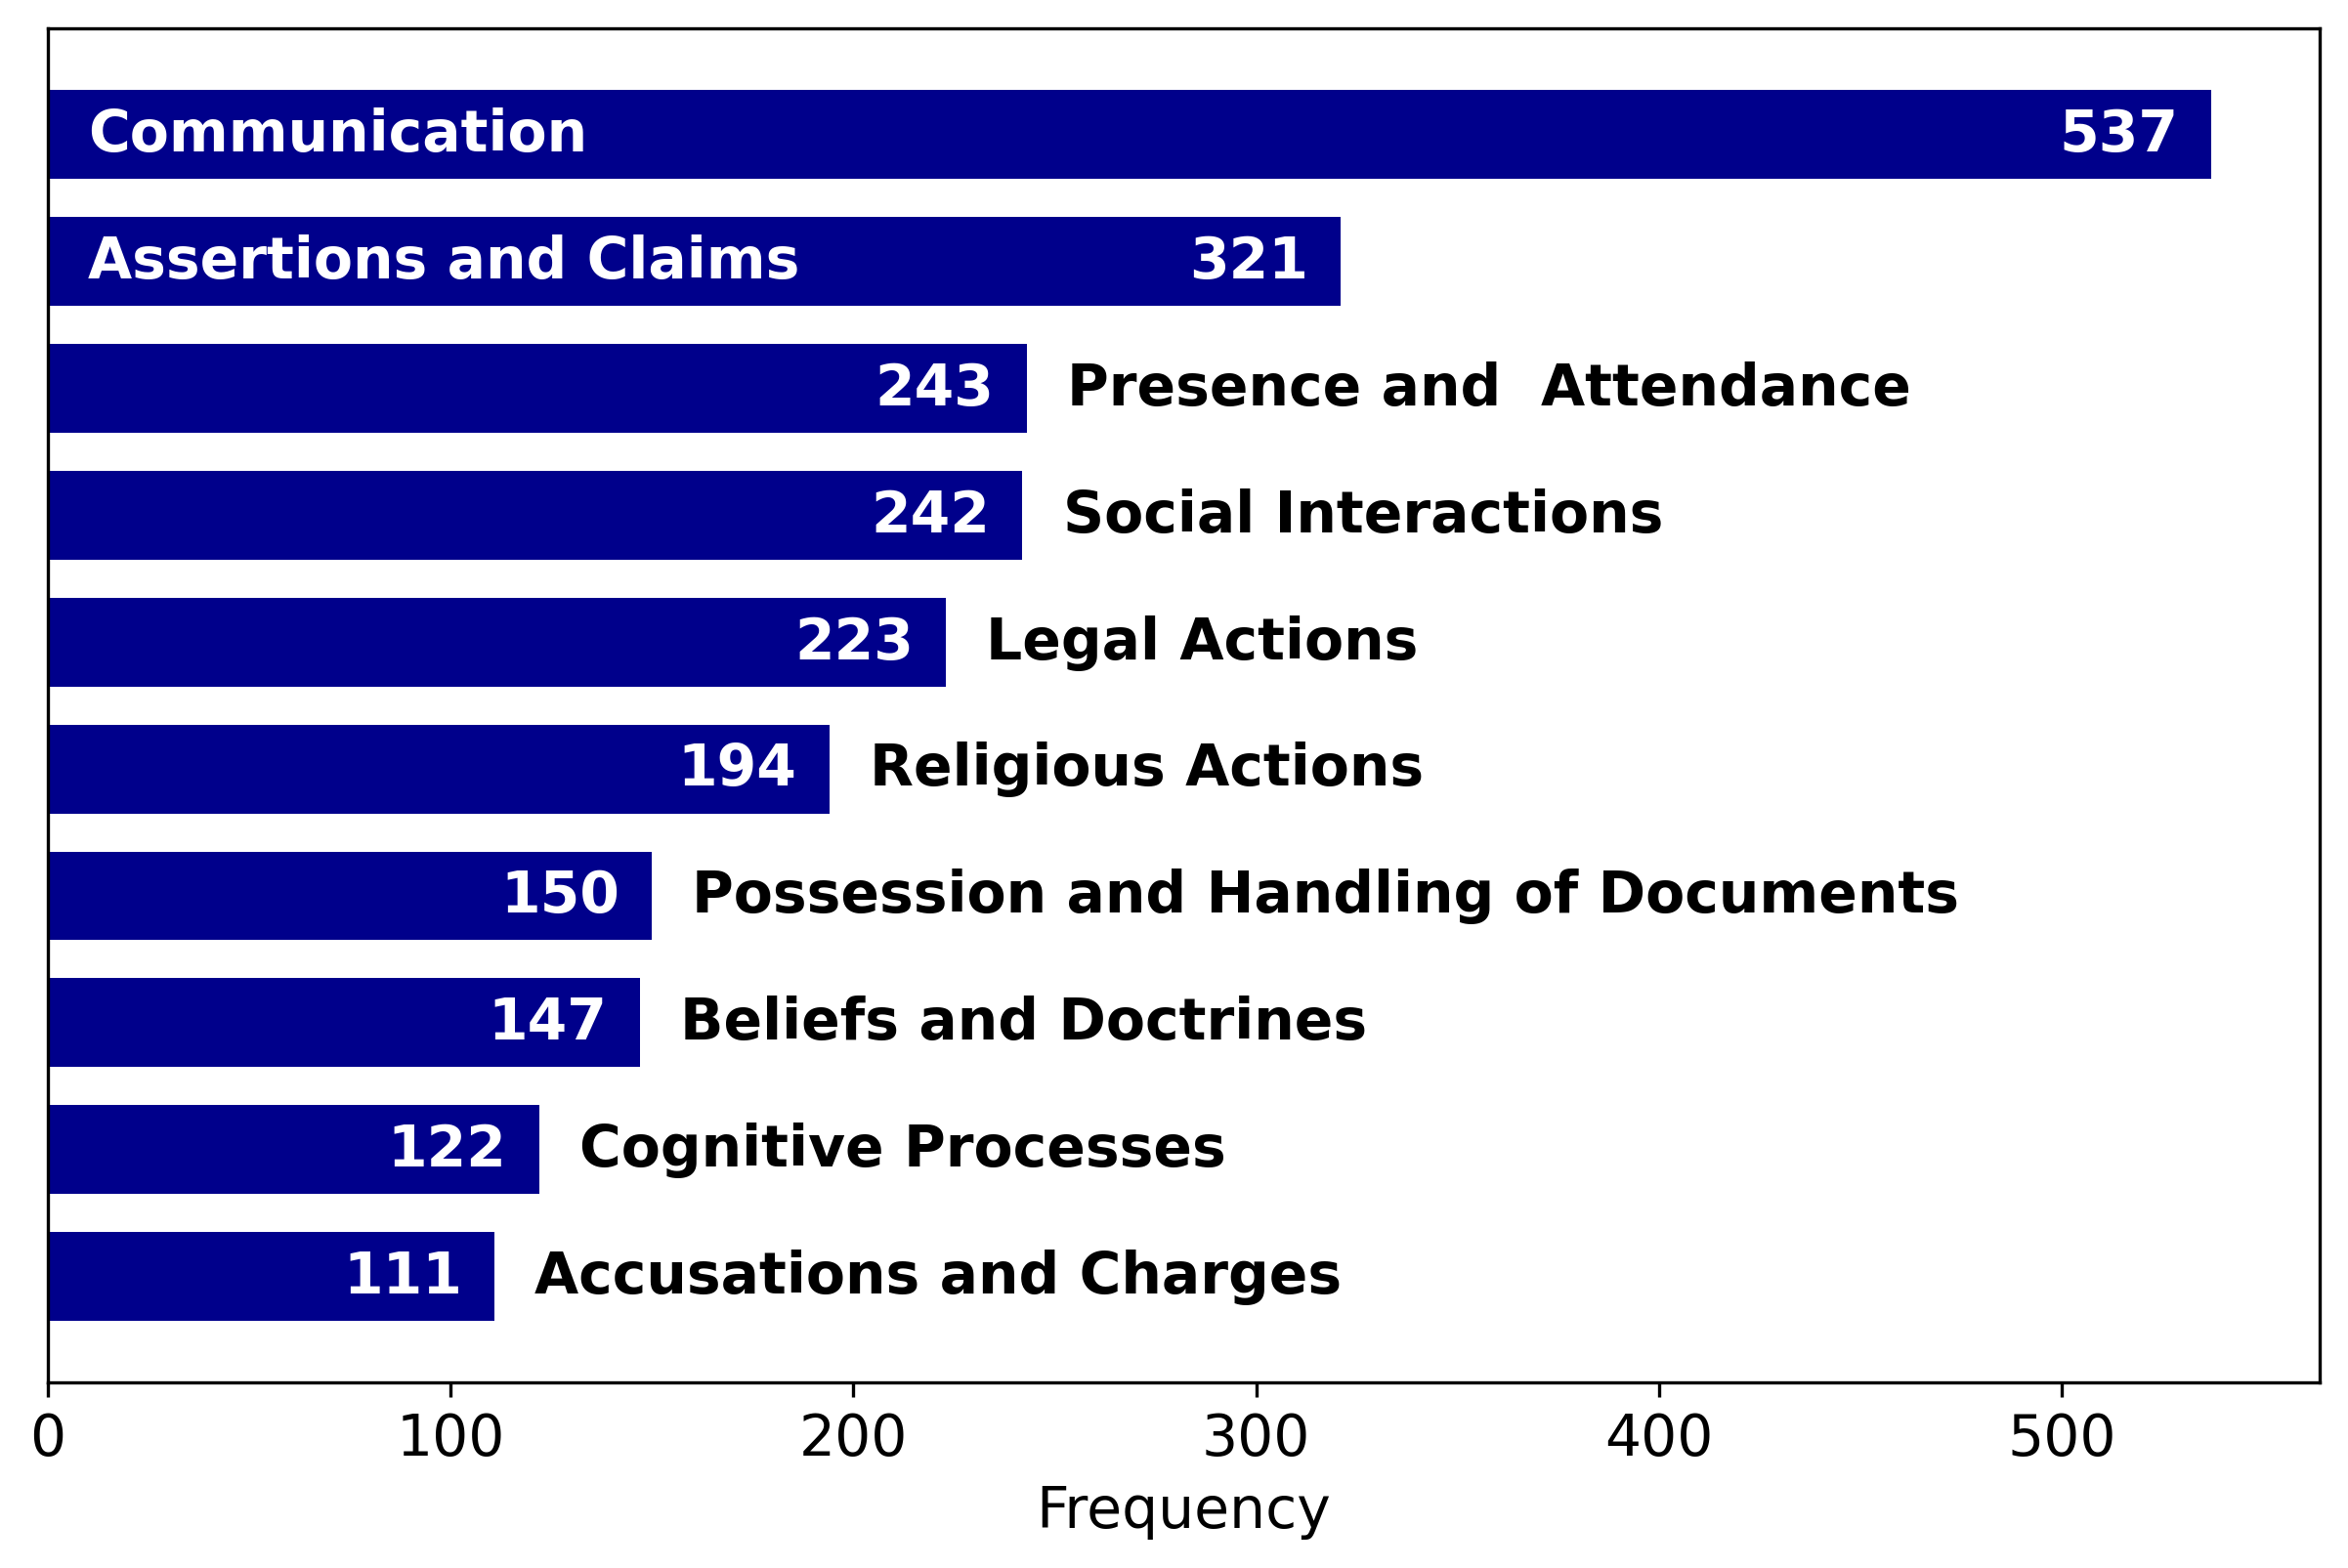 Communication 537
Assertions and Claims 321
243 Presence and  Attendance
242 Social Interactions
223 Legal Actions
194 Religious Actions
150 Possession and Handling of Documents
147 Beliefs and Doctrines
122 Cognitive Processes
111 Accusations and Charges
0 100 200 300 400 500
Frequency